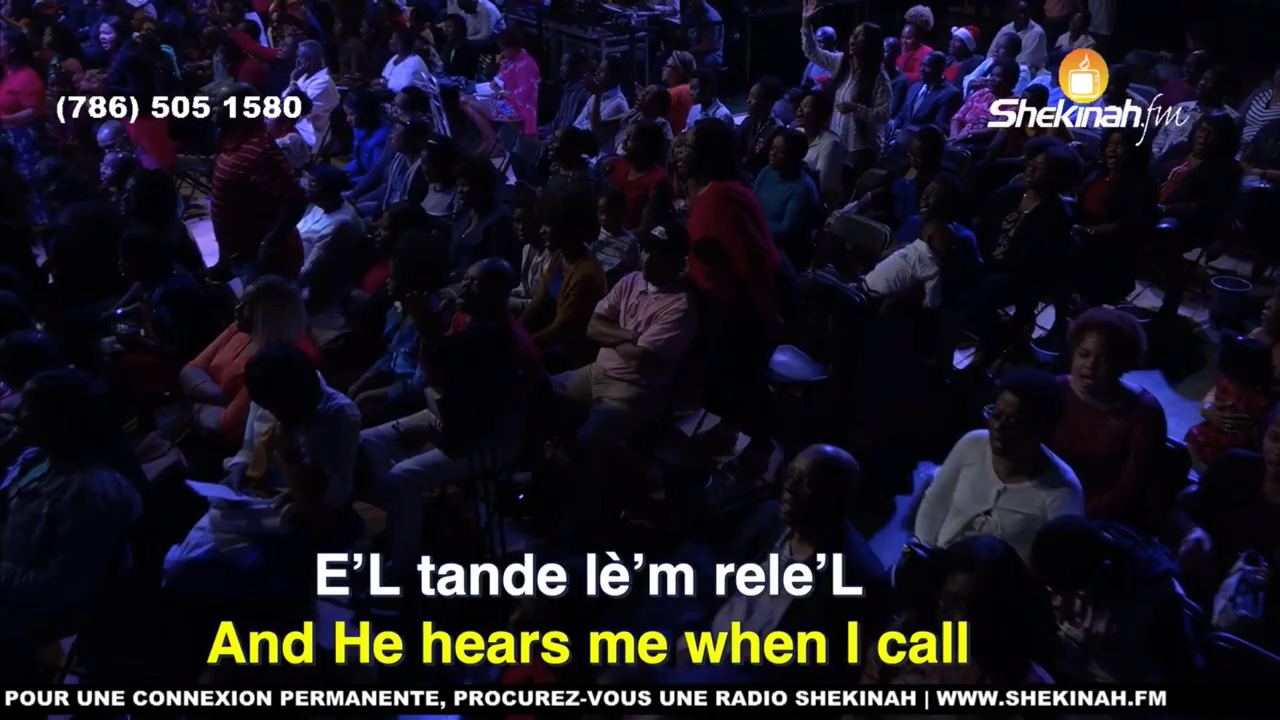 (786) 505 1580
Shekinah.fm
E’L tande lè’m rele’L
And He hears me when I call
POUR UNE CONNEXION PERMANENTE, PROCUREZ-VOUS UNE RADIO SHEKINAH | WWW.SHEKINAH.FM